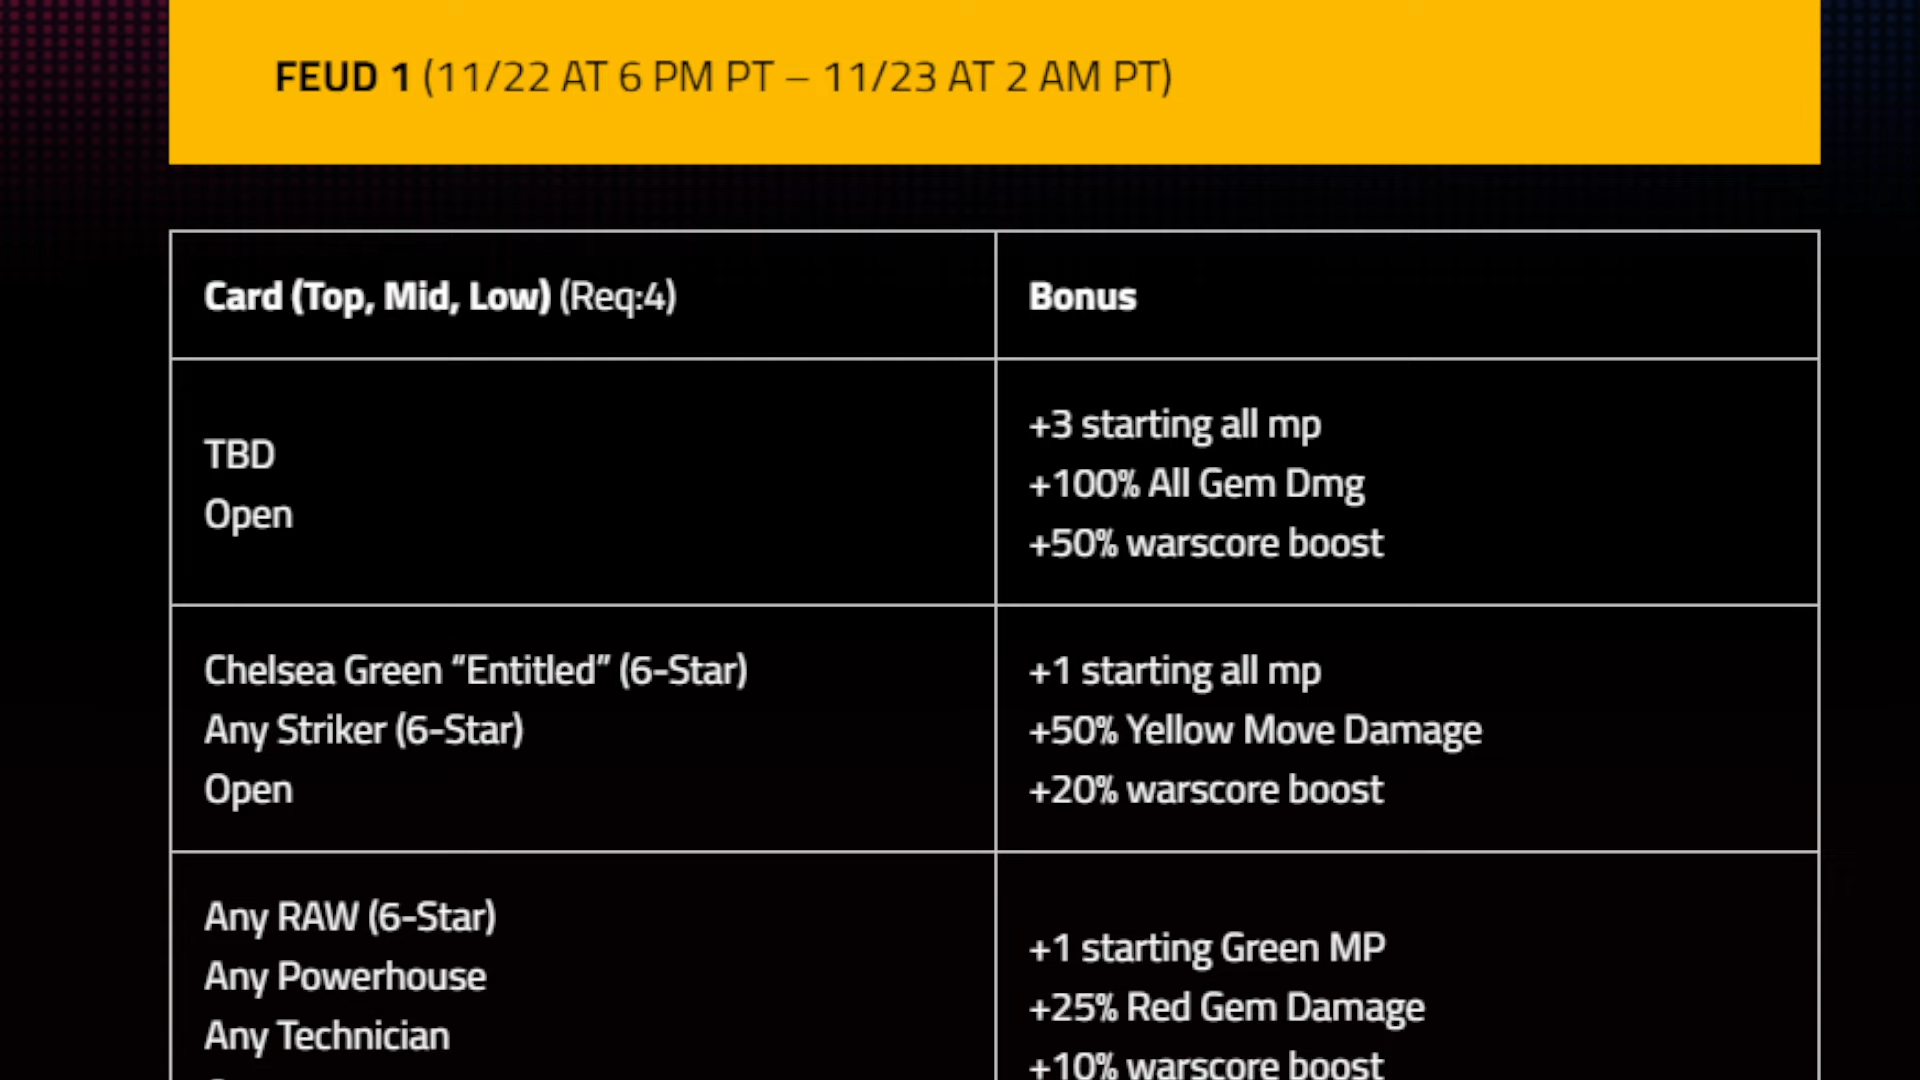 FEUD 1 (11/22 AT 6 PM PT – 11/23 AT 2 AM PT)
Card (Top, Mid, Low) (Req:4)
Bonus
TBD
Open
+3 starting all mp
+100% All Gem Dmg
+50% warscore boost
Chelsea Green “Entitled” (6-Star)
Any Striker (6-Star)
Open
+1 starting all mp
+50% Yellow Move Damage
+20% warscore boost
Any RAW (6-Star)
Any Powerhouse
Any Technician
+1 starting Green MP
+25% Red Gem Damage
+10% warscore boost